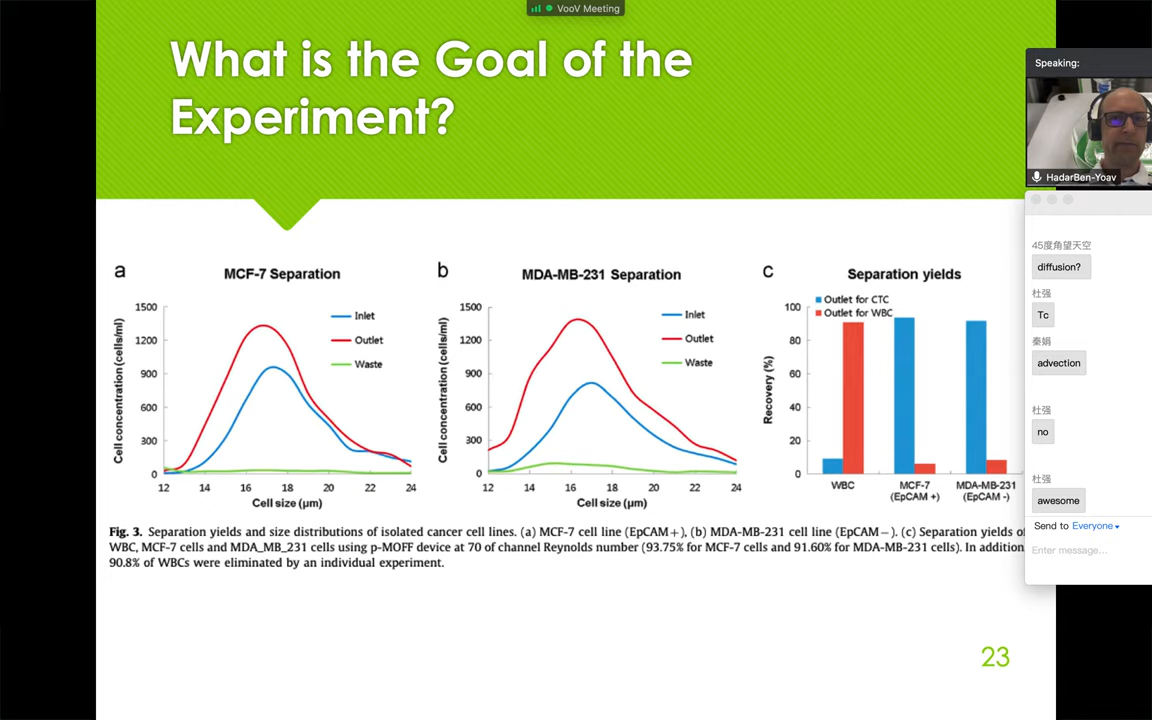 VooV Meeting
What is the Goal of the
Experiment?
Speaking:
HadarBen-Yoav
a
MCF-7 Separation
1500
1200
900
600
300
0
12
14
16
18
20
22
24
Cell concentration (cells/ml)
Cell size (μm)
Inlet
Outlet
Waste
b
MDA-MB-231 Separation
1500
1200
900
600
300
0
12
14
16
18
20
22
24
Cell concentration (cells/ml)
Cell size (μm)
Inlet
Outlet
Waste
c
Separation yields
Outlet for CTC
Outlet for WBC
100
80
60
40
20
0
Recovery (%)
WBC
MCF-7
(EpCAM +)
MDA-MB-231
(EpCAM -)
Fig. 3. Separation yields and size distributions of isolated cancer cell lines. (a) MCF-7 cell line (EpCAM+), (b) MDA-MB-231 cell line (EpCAM−). (c) Separation yields of
WBC, MCF-7 cells and MDA_MB_231 cells using p-MOFF device at 70 of channel Reynolds number (93.75% for MCF-7 cells and 91.60% for MDA-MB-231 cells). In addition
90.8% of WBCs were eliminated by an individual experiment.
23
45度角望天空
diffusion?
杜强
Tc
秦娟
advection
杜强
no
杜强
awesome
Send to Everyone
Enter message...